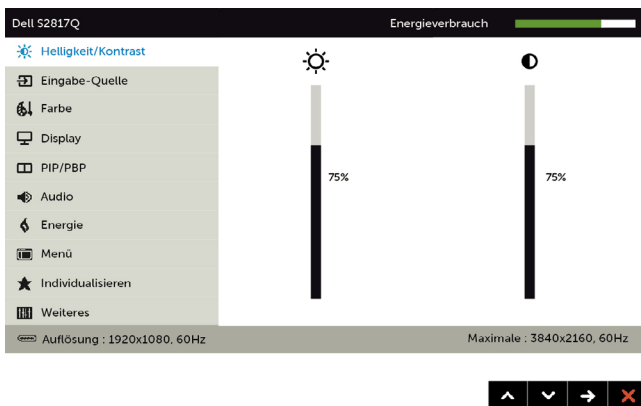 Dell S2817Q
Energieverbrauch
Helligkeit/Kontrast
Eingabe-Quelle
Farbe
Display
PIP/PBP
Audio
Energie
Menü
Individualisieren
Weiteres
75%
75%
Auflösung : 1920x1080, 60Hz
Maximale : 3840x2160, 60Hz